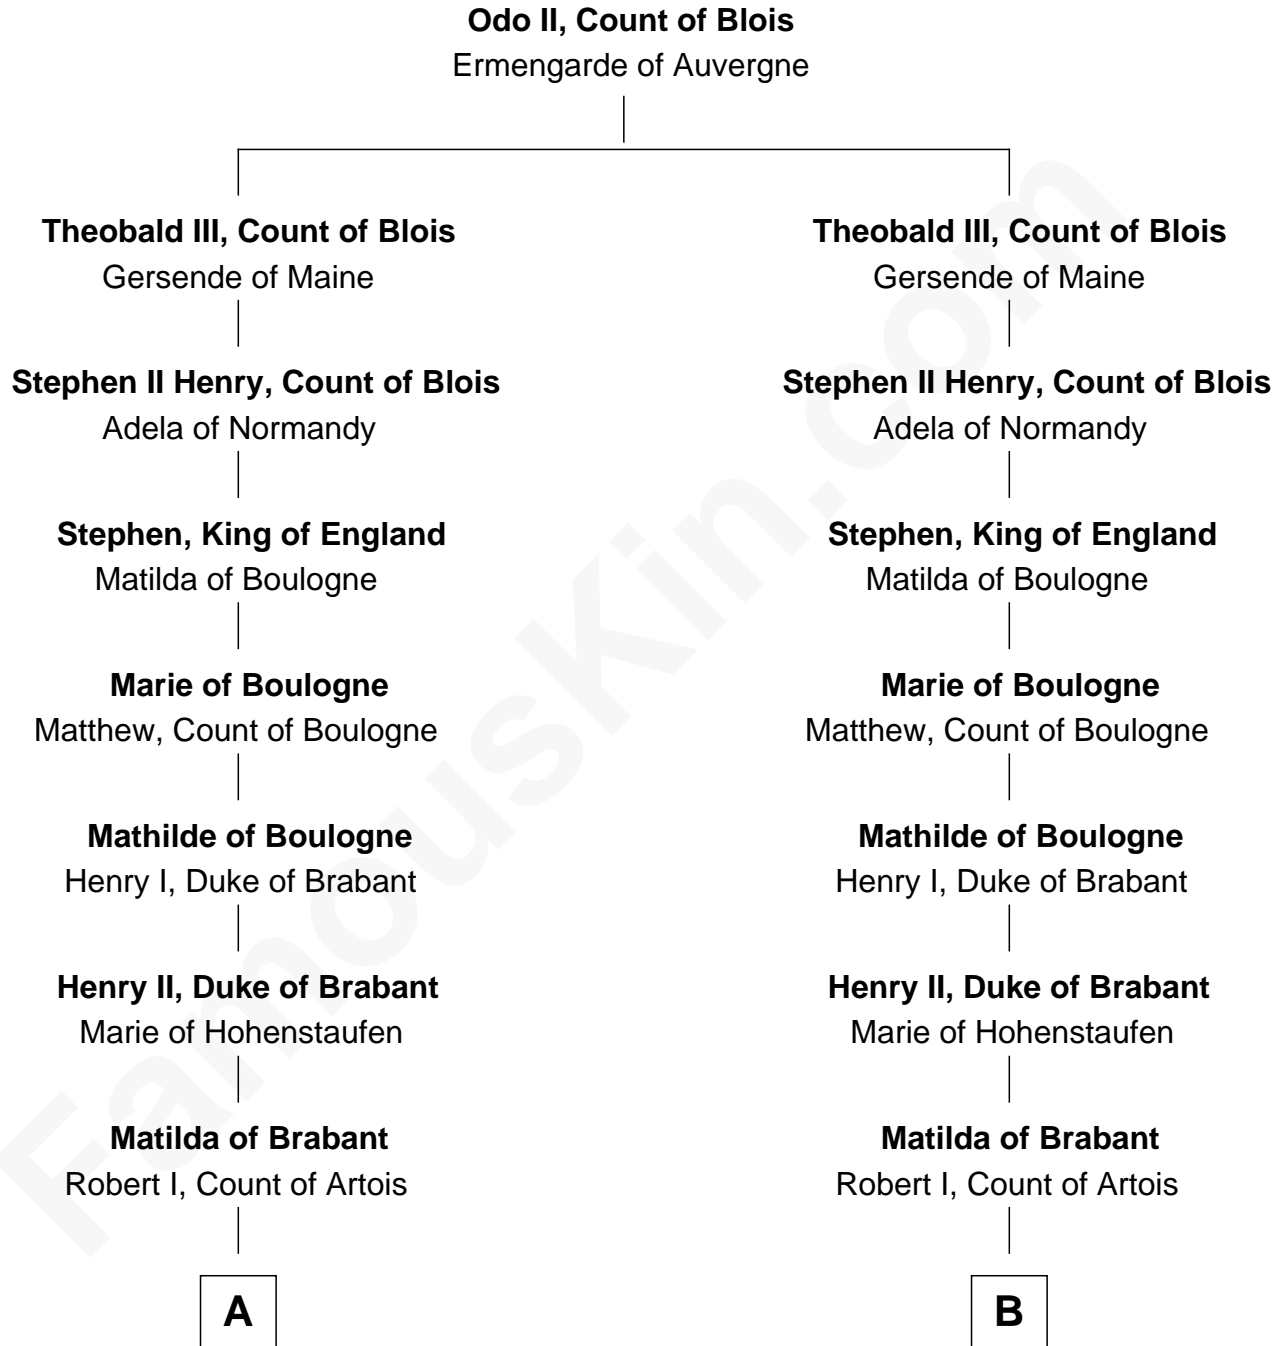 Odo II, Count of Blois
Ermengarde of Auvergne
Theobald III, Count of Blois
Gersende of Maine
Stephen II Henry, Count of Blois
Adela of Normandy
Stephen, King of England
Matilda of Boulogne
Marie of Boulogne
Matthew, Count of Boulogne
Mathilde of Boulogne
Henry I, Duke of Brabant
Henry II, Duke of Brabant
Marie of Hohenstaufen
Matilda of Brabant
Robert I, Count of Artois
A
Theobald III, Count of Blois
Gersende of Maine
Stephen II Henry, Count of Blois
Adela of Normandy
Stephen, King of England
Matilda of Boulogne
Marie of Boulogne
Matthew, Count of Boulogne
Mathilde of Boulogne
Henry I, Duke of Brabant
Henry II, Duke of Brabant
Marie of Hohenstaufen
Matilda of Brabant
Robert I, Count of Artois
B
FamousKin.com